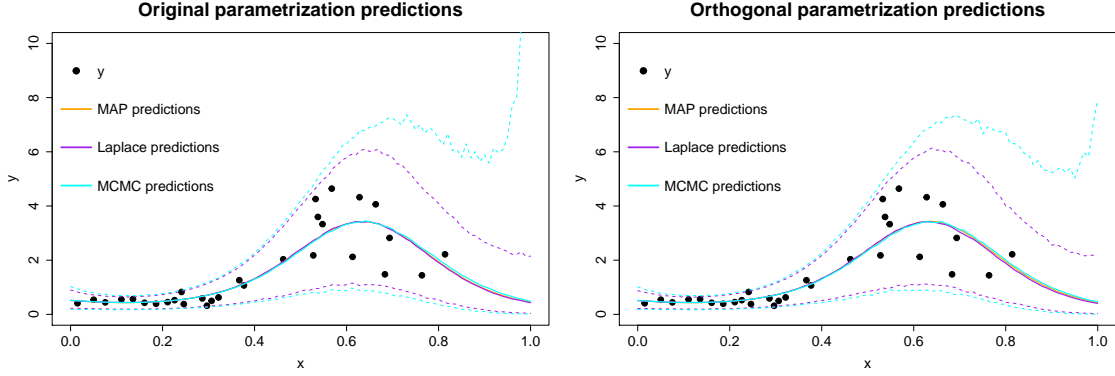 Original parametrization predictions
10
8
6
4
2
0
y
y
MAP predictions
Laplace predictions
MCMC predictions
0.0 0.2 0.4 0.6 0.8 1.0
x
Orthogonal parametrization predictions
10
8
6
4
2
0
y
y
MAP predictions
Laplace predictions
MCMC predictions
0.0 0.2 0.4 0.6 0.8 1.0
x